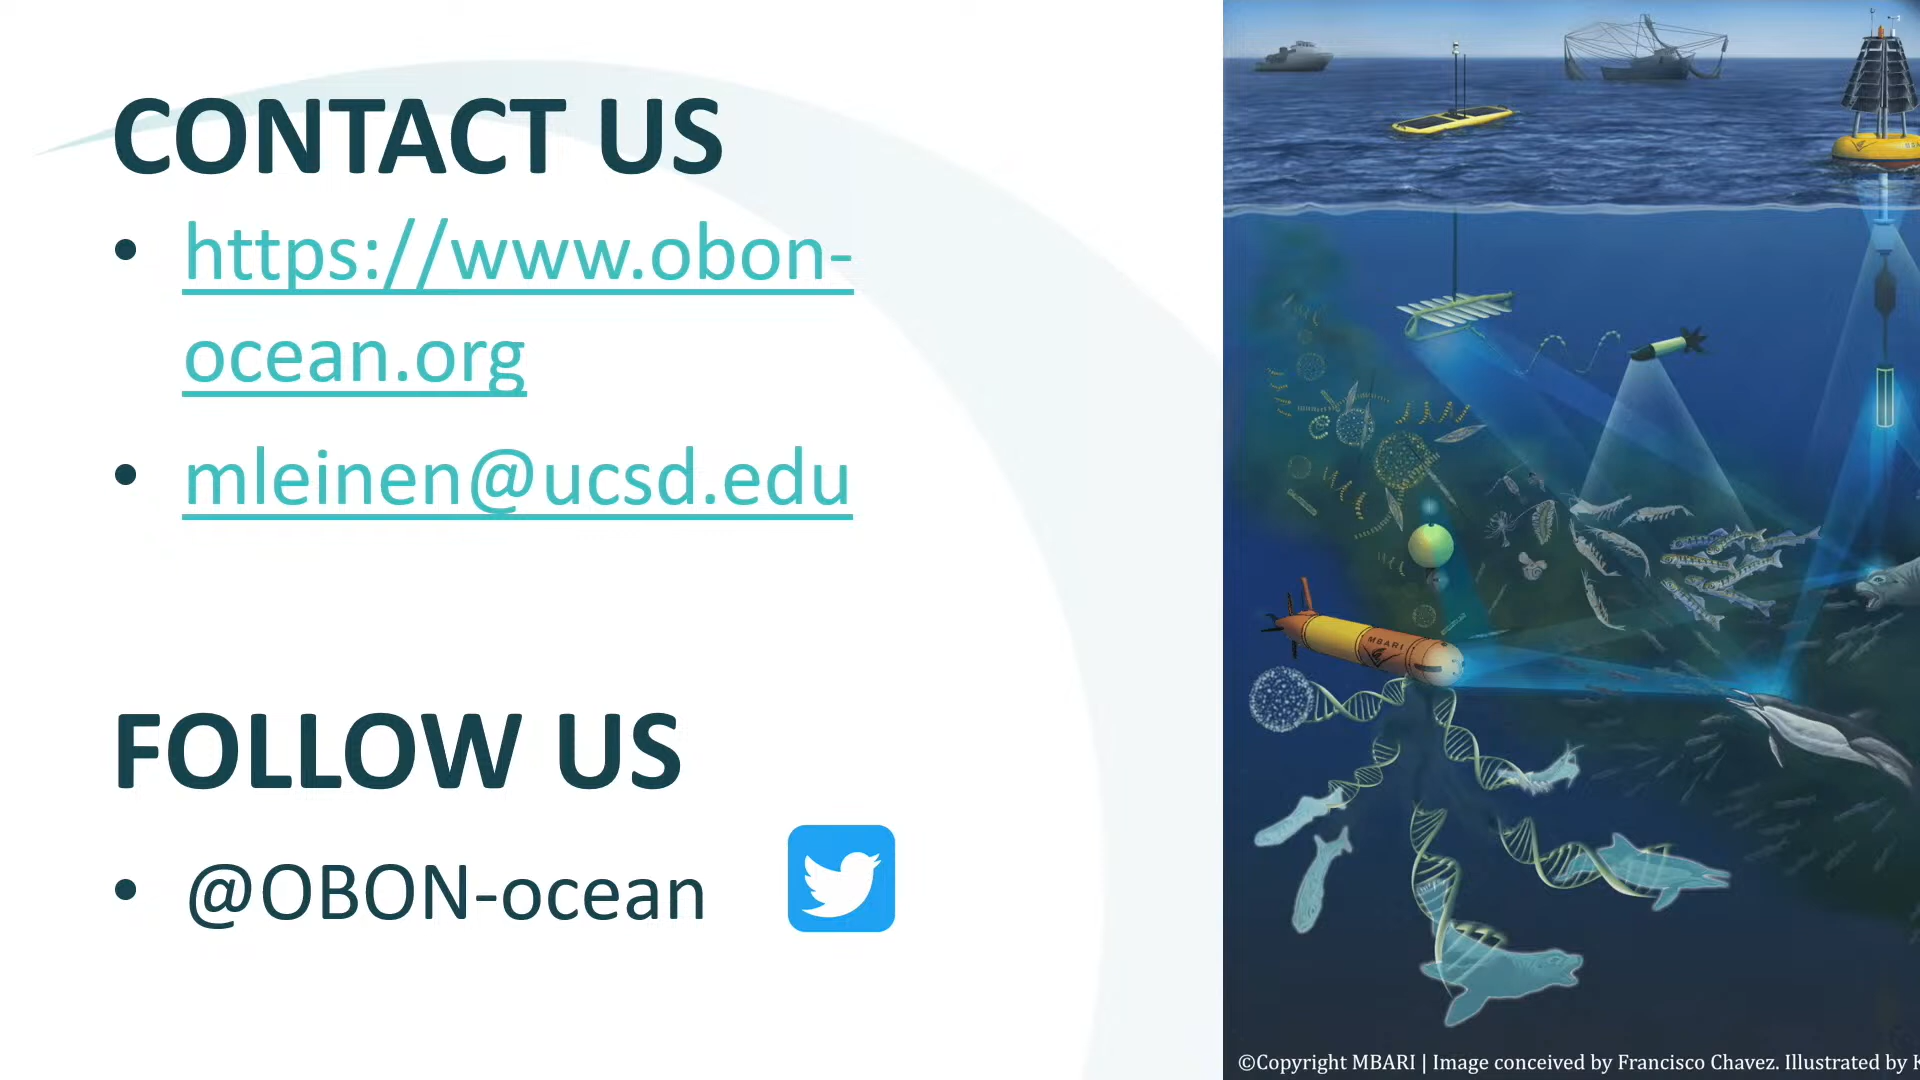 CONTACT US
• https://www.obon-
ocean.org
• mleinen@ucsd.edu
FOLLOW US
• @OBON-ocean
MBARI
©Copyright MBARI | Image conceived by Francisco Chavez. Illustrated by K